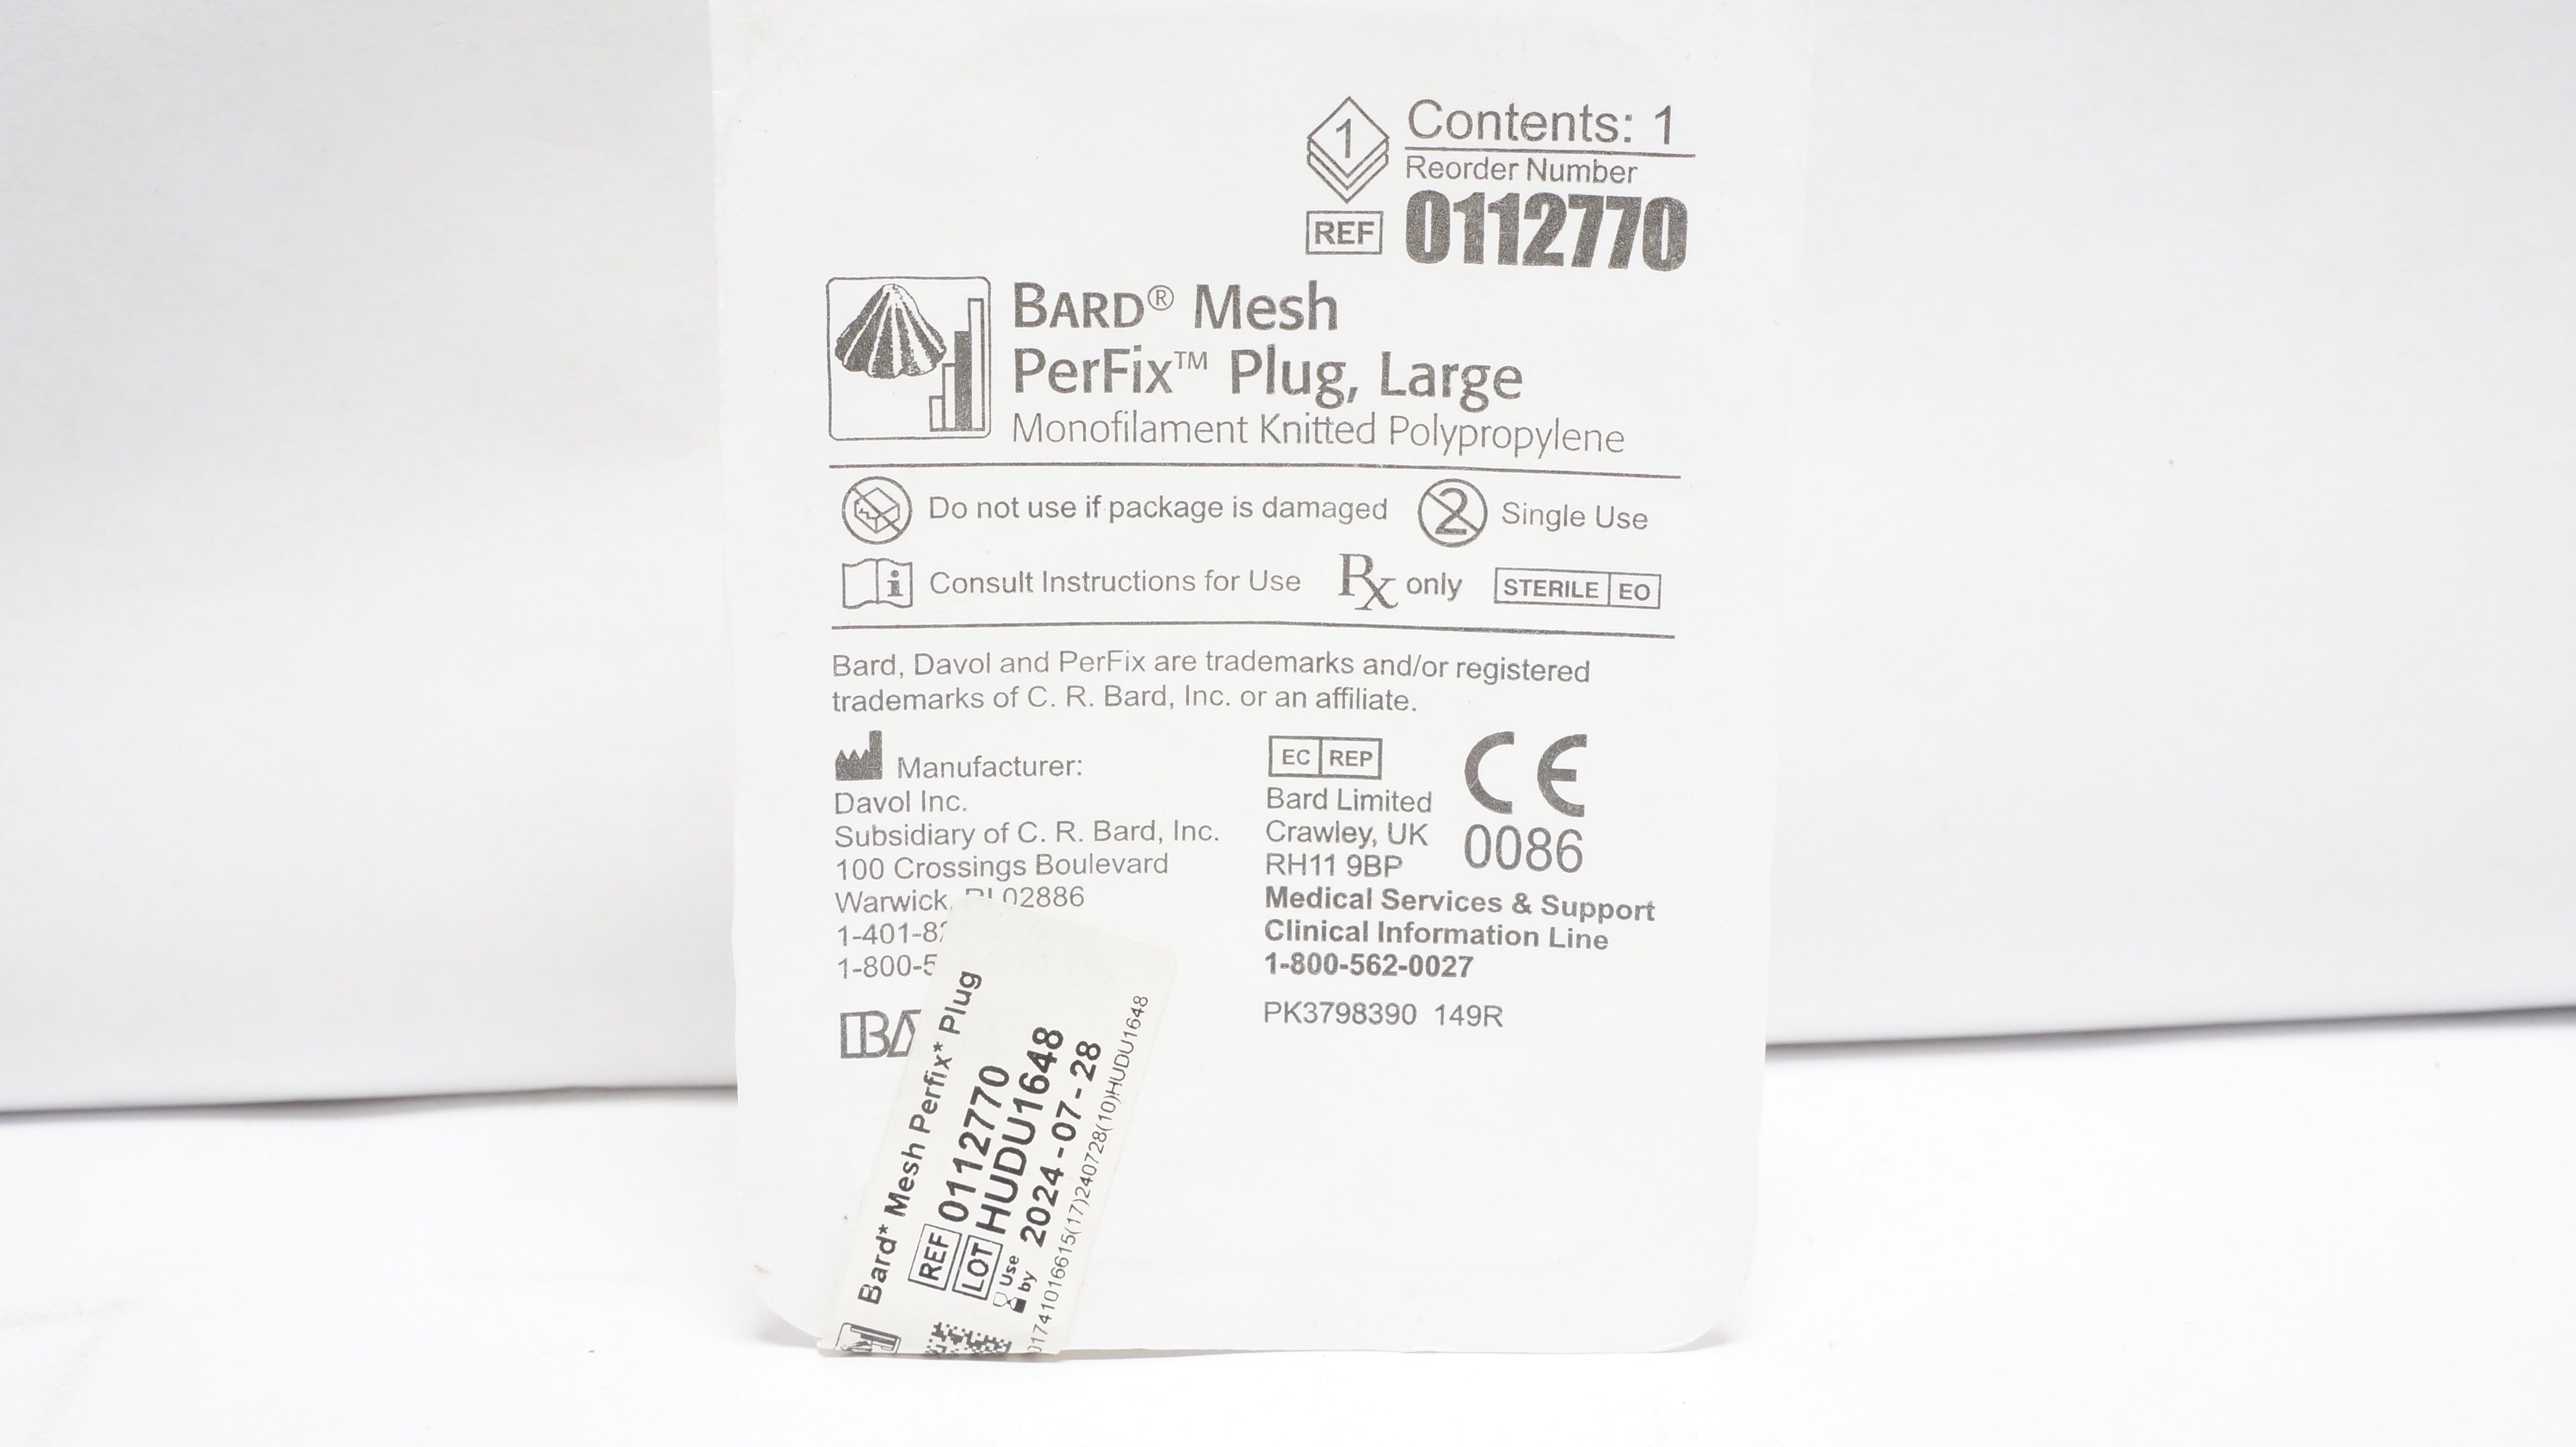 1
Contents: 1
Reorder Number
REF 0112770
BARD® Mesh
PerFix™ Plug, Large
Monofilament Knitted Polypropylene
Do not use if package is damaged
2 Single Use
Consult Instructions for Use
Rx only
STERILE EO
Bard, Davol and PerFix are trademarks and/or registered
trademarks of C. R. Bard, Inc. or an affiliate.
Manufacturer:
Davol Inc.
Subsidiary of C. R. Bard, Inc.
100 Crossings Boulevard
Warwick, 02886
EC REP
Bard Limited
Crawley, UK
RH11 9BP
CE
0086
Medical Services & Support
Clinical Information Line
1-800-562-0027
PK3798390 149R
Bard* Mesh Perfix* Plug
REF 0112770
LOT HUDU1648
Use by 2024-07-28